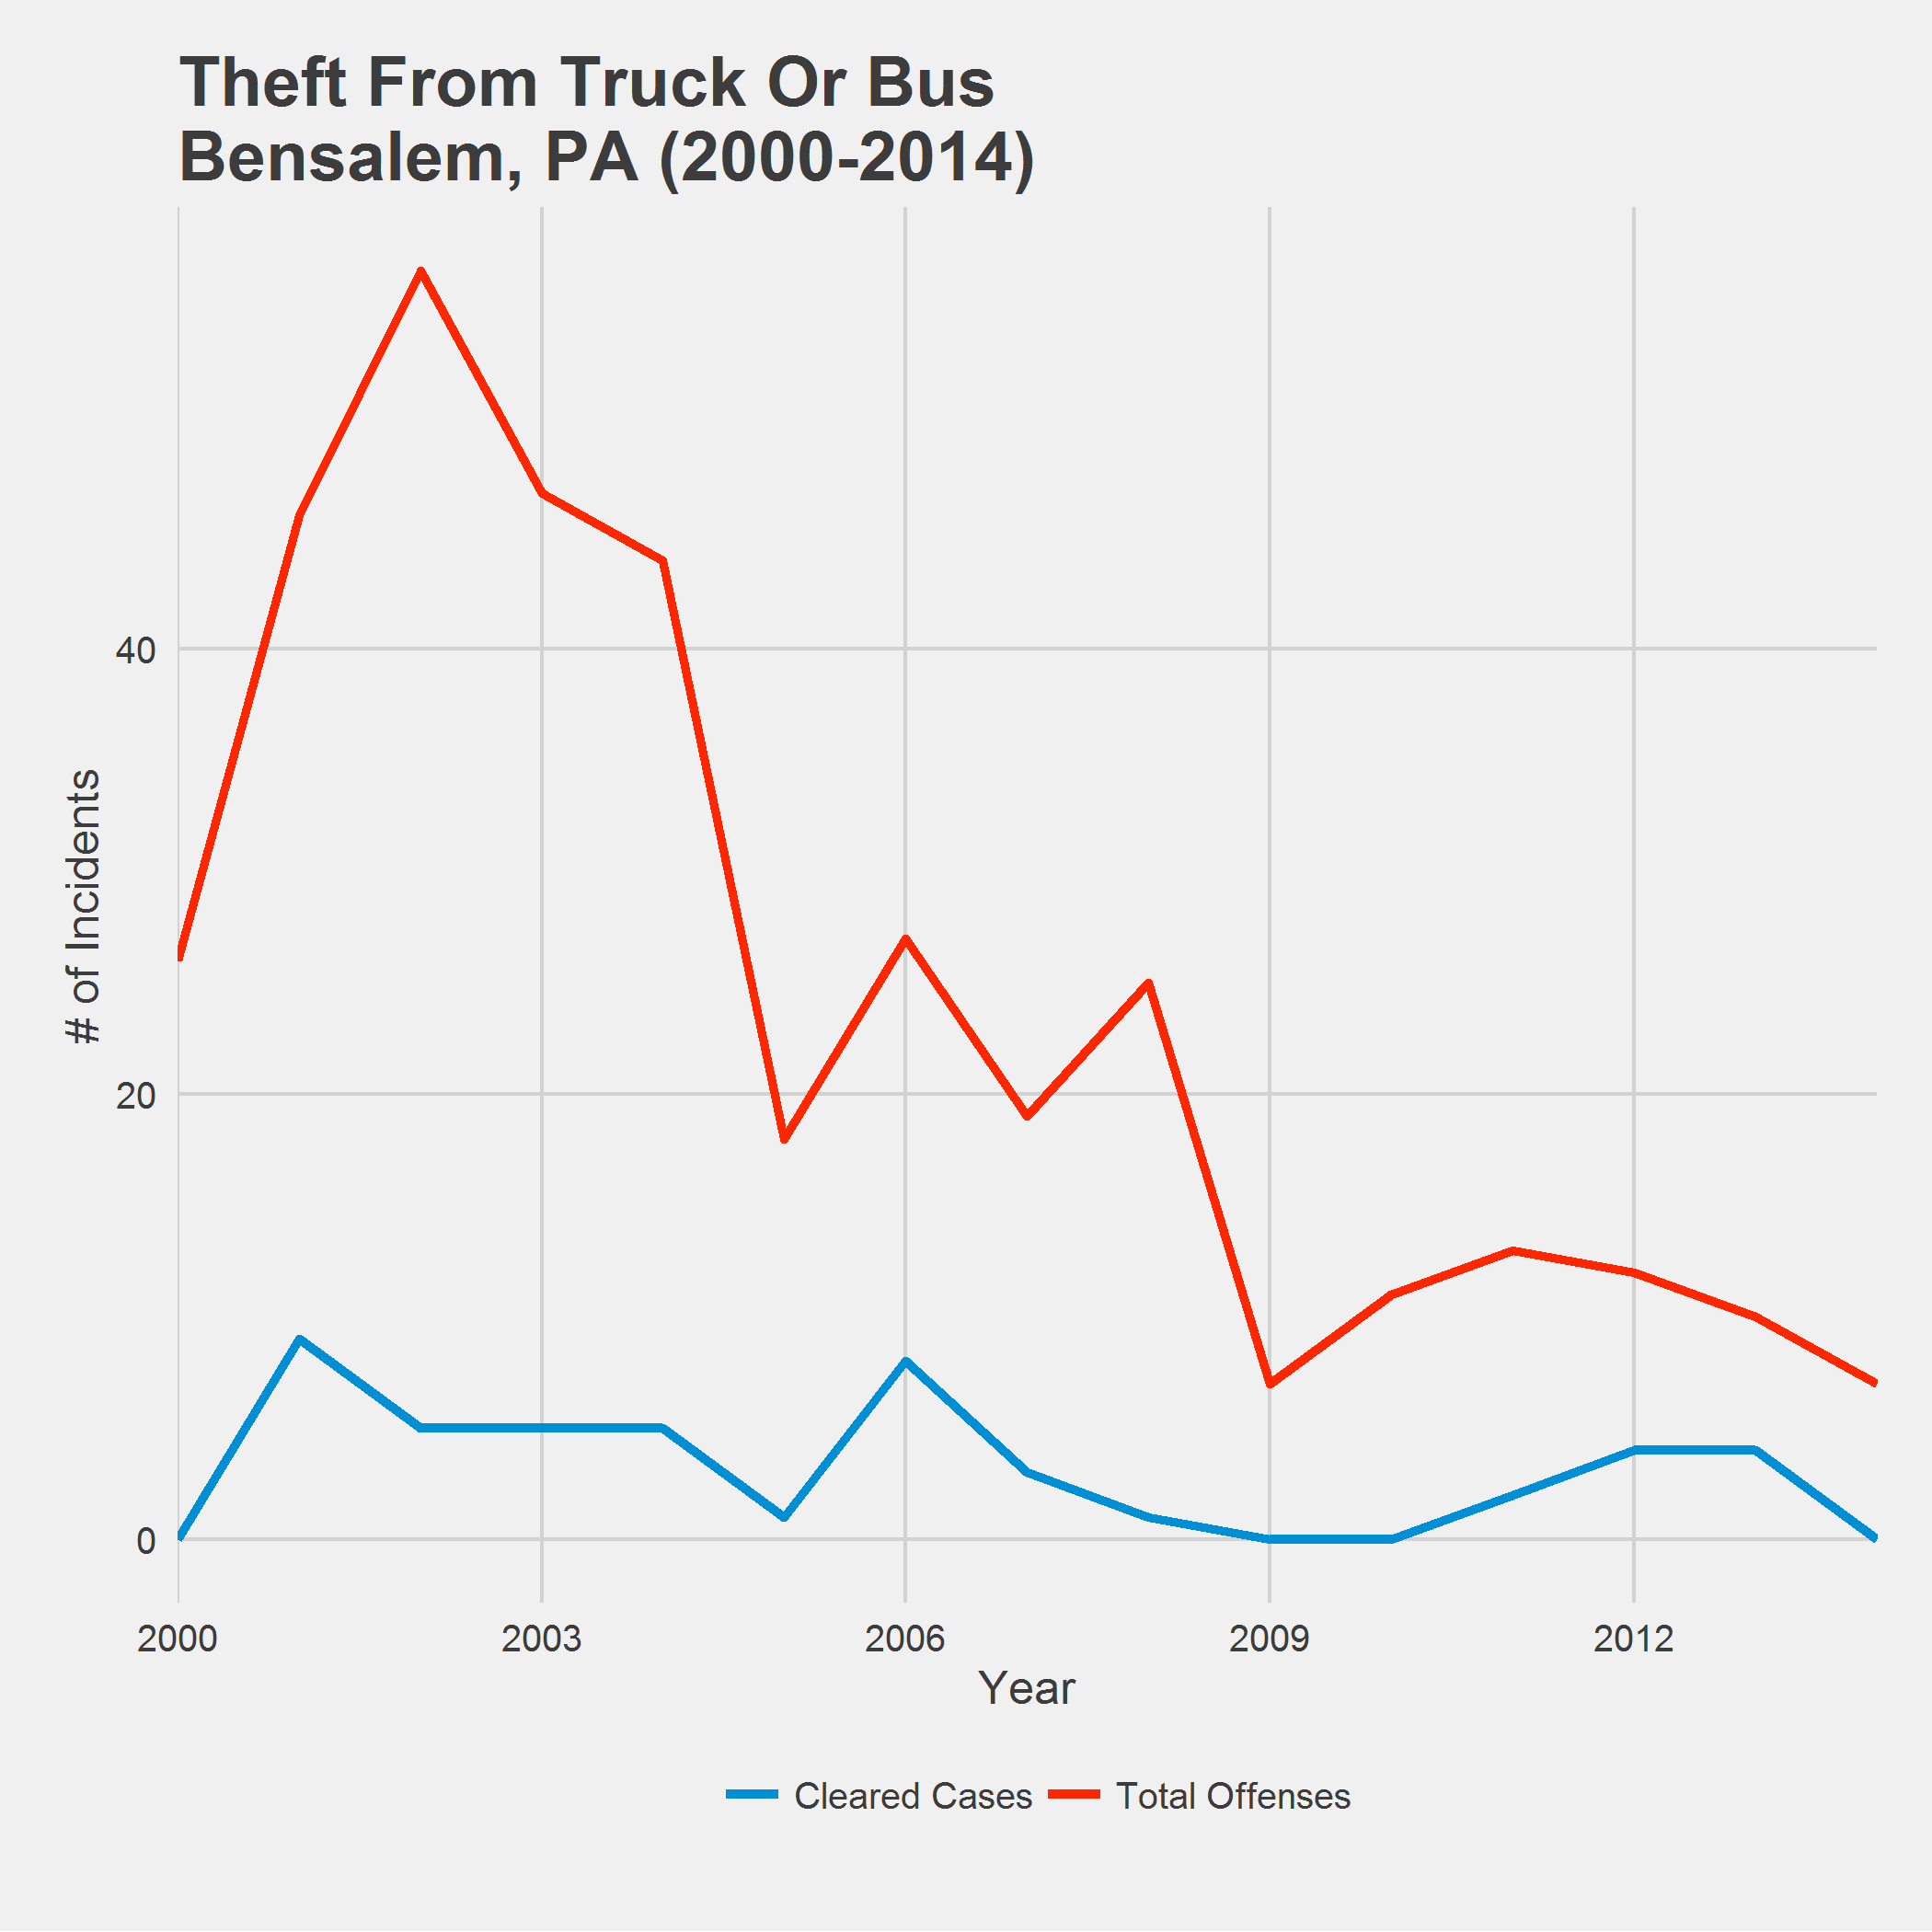 Theft From Truck Or Bus
Bensalem, PA (2000-2014)
# of Incidents
40
20
0
2000 2003 2006 2009 2012
Year
Cleared Cases Total Offenses